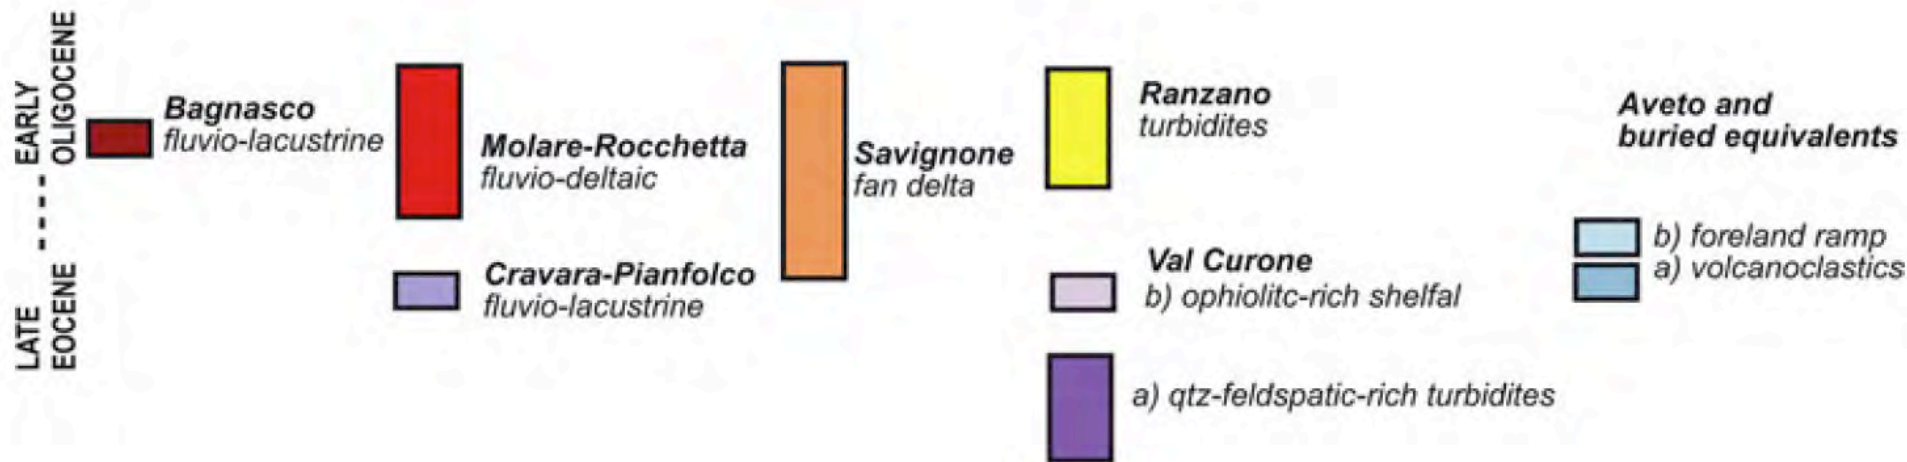 LATE
EOCENE
EARLY
OLIGOCENE
Bagnasco
fluvio-lacustrine
Molare-Rocchetta
fluvio-deltaic
Cravara-Pianfolco
fluvio-lacustrine
Savignone
fan delta
Ranzano
turbidites
Val Curone
b) ophiolitc-rich shelfal
a) qtz-feldspatic-rich turbidites
Aveto and
buried equivalents
b) foreland ramp
a) volcanoclastics